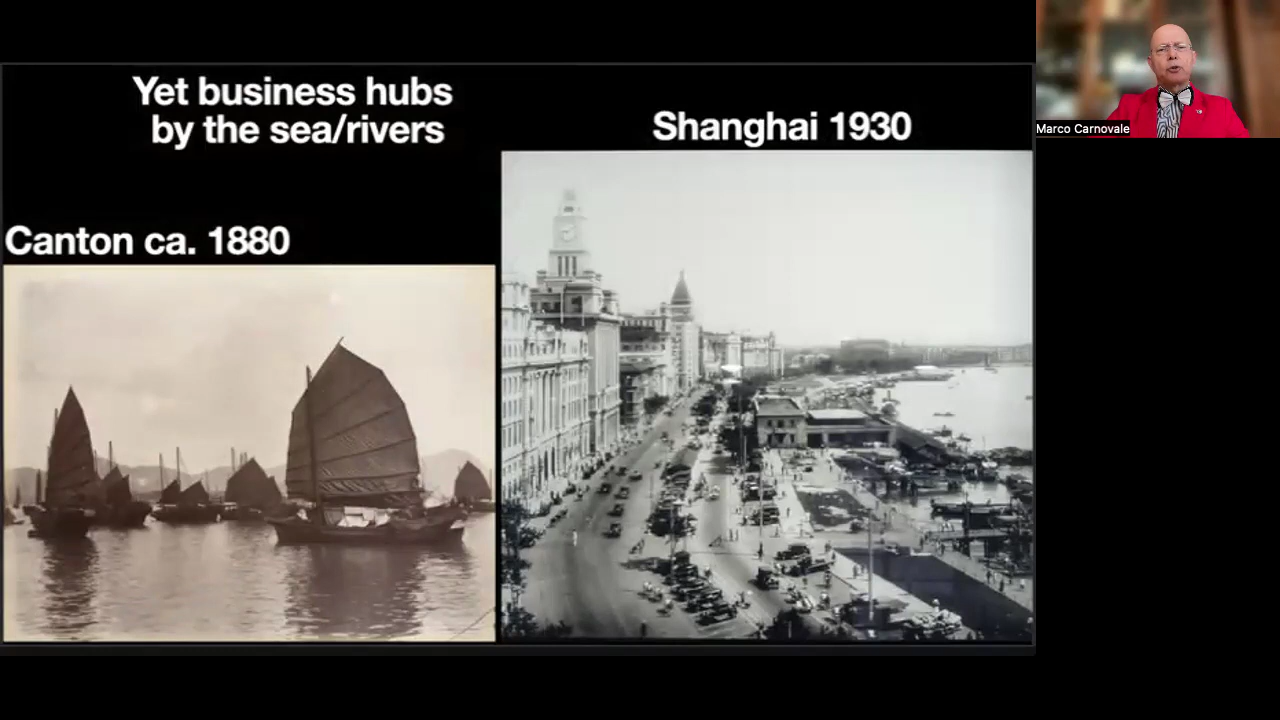 Yet business hubs
by the sea/rivers
Shanghai 1930
Canton ca. 1880
Marco Carnovale